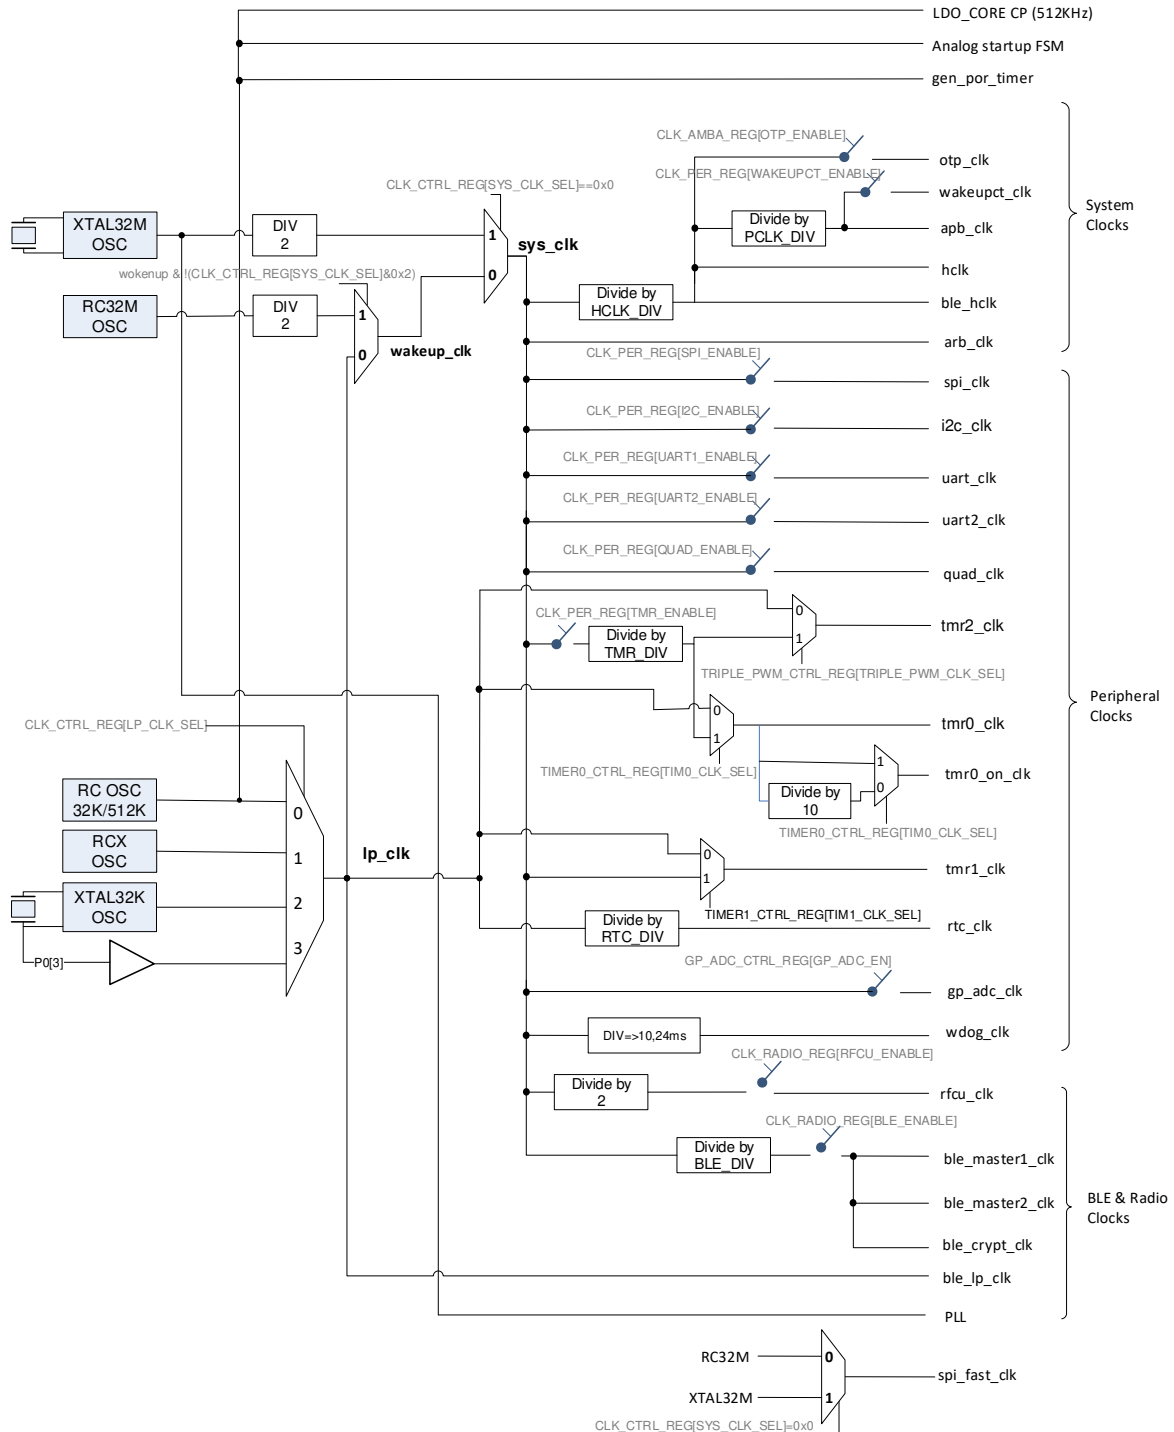 LDO_CORE CP (512KHz)
Analog startup FSM
gen_por_timer
CLK_AMBA_REG[OTP_ENABLE]
otp_clk
CLK_PER_REG[WAKEUPCT_ENABLE]
wakeupct_clk
CLK_CTRL_REG[SYS_CLK_SEL]==0x0
System
Clocks
XTAL32M
OSC
DIV
2
1
0
sys_clk
Divide by
PCLK_DIV
apb_clk
wokenup & !(CLK_CTRL_REG[SYS_CLK_SEL]&0x2)
hclk
RC32M
OSC
DIV
2
1
0
wakeup_clk
Divide by
HCLK_DIV
ble_hclk
arb_clk
CLK_PER_REG[SPI_ENABLE]
spi_clk
CLK_PER_REG[I2C_ENABLE]
i2c_clk
CLK_PER_REG[UART1_ENABLE]
uart_clk
CLK_PER_REG[UART2_ENABLE]
uart2_clk
CLK_PER_REG[QUAD_ENABLE]
quad_clk
CLK_PER_REG[TMR_ENABLE]
0
1
tmr2_clk
Divide by
TMR_DIV
TRIPLE_PWM_CTRL_REG[TRIPLE_PWM_CLK_SEL]
Peripheral
Clocks
CLK_CTRL_REG[LP_CLK_SEL]
0
1
tmr0_clk
TIMER0_CTRL_REG[TIM0_CLK_SEL]
1
0
tmr0_on_clk
Divide by
10
TIMER0_CTRL_REG[TIM0_CLK_SEL]
RC OSC
32K/512K
RCX
OSC
XTAL32K
OSC
P0[3]
0
1
2
3
lp_clk
0
1
tmr1_clk
TIMER1_CTRL_REG[TIM1_CLK_SEL]
Divide by
RTC_DIV
rtc_clk
GP_ADC_CTRL_REG[GP_ADC_EN]
gp_adc_clk
DIV=>10,24ms
wdog_clk
CLK_RADIO_REG[RFCU_ENABLE]
Divide by
2
rfcu_clk
CLK_RADIO_REG[BLE_ENABLE]
Divide by
BLE_DIV
ble_master1_clk
ble_master2_clk
BLE & Radio
Clocks
ble_crypt_clk
ble_lp_clk
PLL
RC32M
0
spi_fast_clk
XTAL32M
1
CLK_CTRL_REG[SYS_CLK_SEL]=0x0